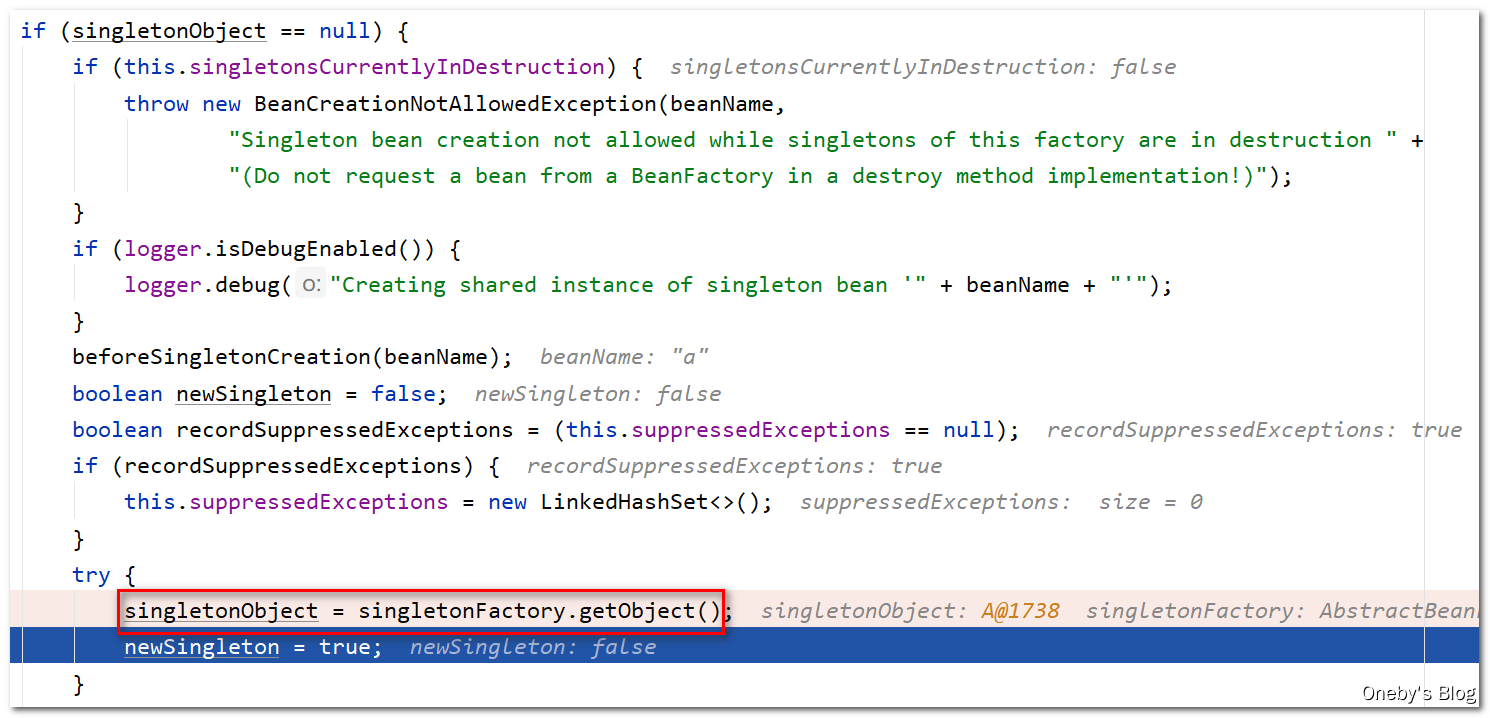 if (singletonObject == null) {
if (this.singletonsCurrentlyInDestruction) { singletonsCurrentlyInDestruction: false
throw new BeanCreationNotAllowedException(beanName,
"Singleton bean creation not allowed while singletons of this factory are in destruction " +
"(Do not request a bean from a BeanFactory in a destroy method implementation!)");
}
if (logger.isDebugEnabled()) {
logger.debug( o: "Creating shared instance of singleton bean '" + beanName + "'");
}
beforeSingletonCreation(beanName); beanName: "a"
boolean newSingleton = false; newSingleton: false
boolean recordSuppressedExceptions = (this.suppressedExceptions == null); recordSuppressedExceptions: true
if (recordSuppressedExceptions) { recordSuppressedExceptions: true
this.suppressedExceptions = new LinkedHashSet<>(); suppressedExceptions: size = 0
}
try {
singletonObject = singletonFactory.getObject(); singletonObject: A@1738 singletonFactory: AbstractBean
newSingleton = true; newSingleton: false
}
Oneby's Blog